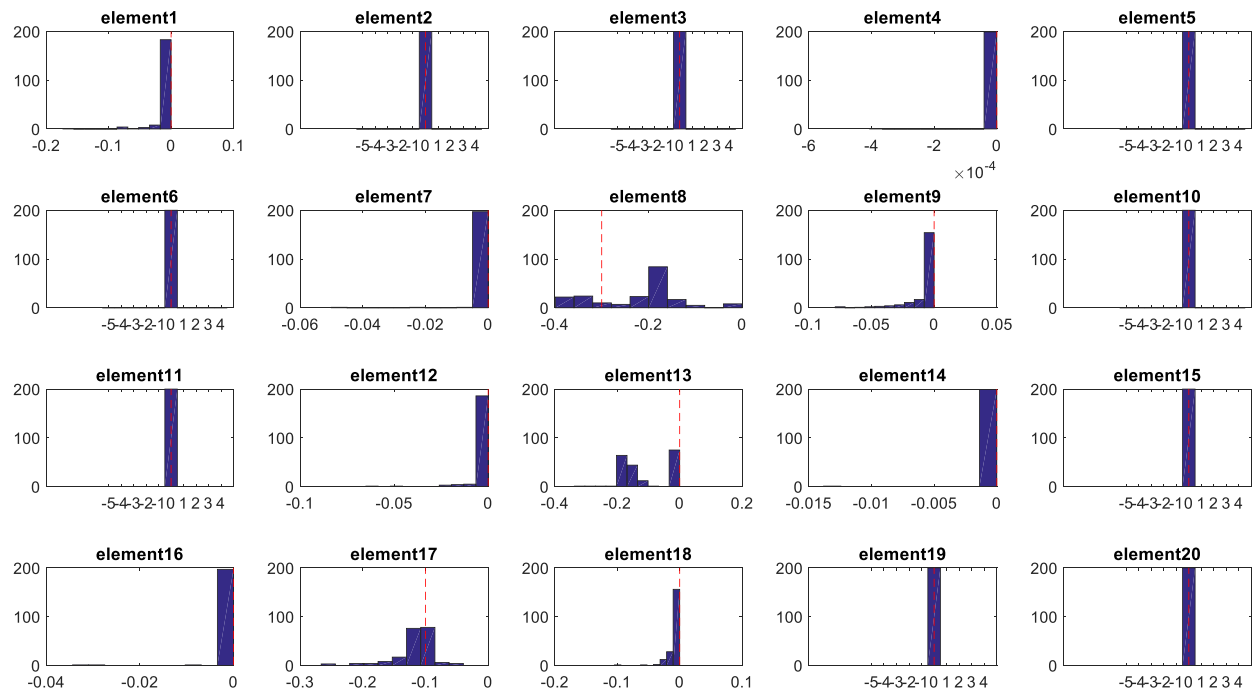 element1 element2 element3 element4 element5
200 200 200 200 200
100 100 100 100 100
0 0 0 0 0
-0.2 -0.1 0 0.1 -5-4-3-2-10 1 2 3 4 -5-4-3-2-10 1 2 3 4 -6 -4 -2 0 -5-4-3-2-10 1 2 3 4
×10-4
element6 element7 element8 element9 element10
200 200 200 200 200
100 100 100 100 100
0 0 0 0 0
-5-4-3-2-10 1 2 3 4 -0.06 -0.04 -0.02 0 -0.4 -0.2 0 -0.1 -0.05 0 0.05 -5-4-3-2-10 1 2 3 4
element11 element12 element13 element14 element15
200 200 200 200 200
100 100 100 100 100
0 0 0 0 0
-5-4-3-2-10 1 2 3 4 -0.1 -0.05 0 -0.4 -0.2 0 0.2 -0.015 -0.01 -0.005 0 -5-4-3-2-10 1 2 3 4
element16 element17 element18 element19 element20
200 200 200 200 200
100 100 100 100 100
0 0 0 0 0
-0.04 -0.02 0 -0.3 -0.2 -0.1 0 -0.2 -0.1 0 0.1 -5-4-3-2-10 1 2 3 4 -5-4-3-2-10 1 2 3 4